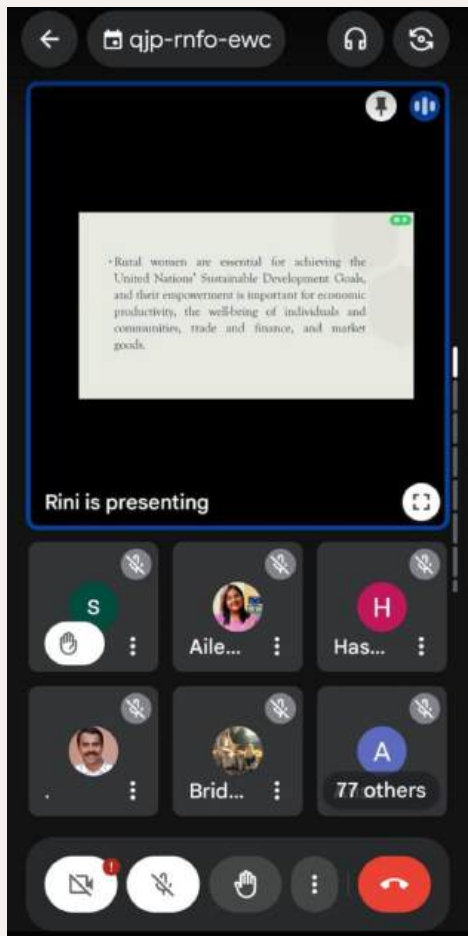 qjp-rnfo-ewc
•Rural women are essential for achieving the
United Nations' Sustainable Development Goals,
and their empowerment is important for economic
productivity, the well-being of individuals and
communities, trade and finance, and market
goods.
Rini is presenting
S
Aile...
H
Has...
.
Brid...
A
77 others